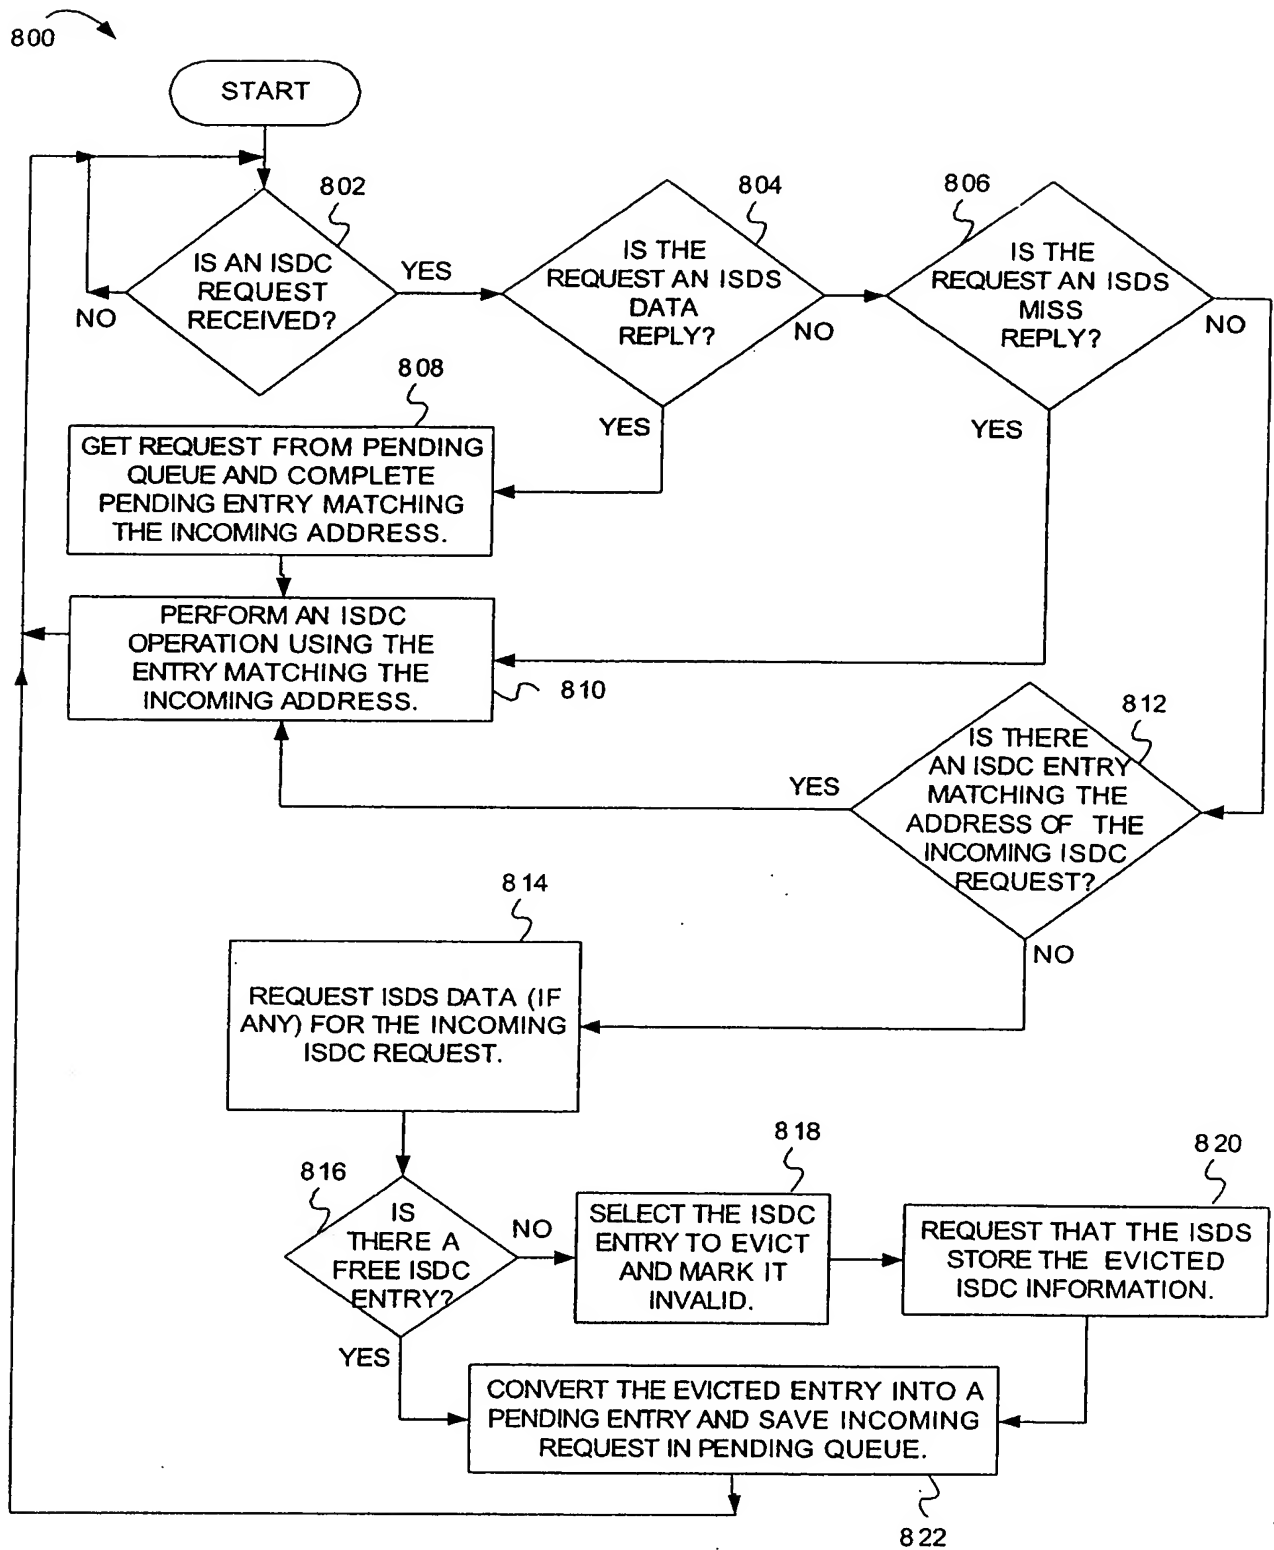 800
START
802
IS AN ISDC
REQUEST
RECEIVED?
YES
NO
804
IS THE
REQUEST AN ISDS
DATA
REPLY?
NO
YES
806
IS THE
REQUEST AN ISDS
MISS
REPLY?
NO
YES
808
GET REQUEST FROM PENDING
QUEUE AND COMPLETE
PENDING ENTRY MATCHING
THE INCOMING ADDRESS.
PERFORM AN ISDC
OPERATION USING THE
ENTRY MATCHING THE
INCOMING ADDRESS.
810
812
IS THERE
AN ISDC ENTRY
MATCHING THE
ADDRESS OF THE
INCOMING ISDC
REQUEST?
YES
NO
814
REQUEST ISDS DATA (IF
ANY) FOR THE INCOMING
ISDC REQUEST.
816
IS
THERE A
FREE ISDC
ENTRY?
NO
YES
818
SELECT THE ISDC
ENTRY TO EVICT
AND MARK IT
INVALID.
820
REQUEST THAT THE ISDS
STORE THE EVICTED
ISDC INFORMATION.
CONVERT THE EVICTED ENTRY INTO A
PENDING ENTRY AND SAVE INCOMING
REQUEST IN PENDING QUEUE.
822